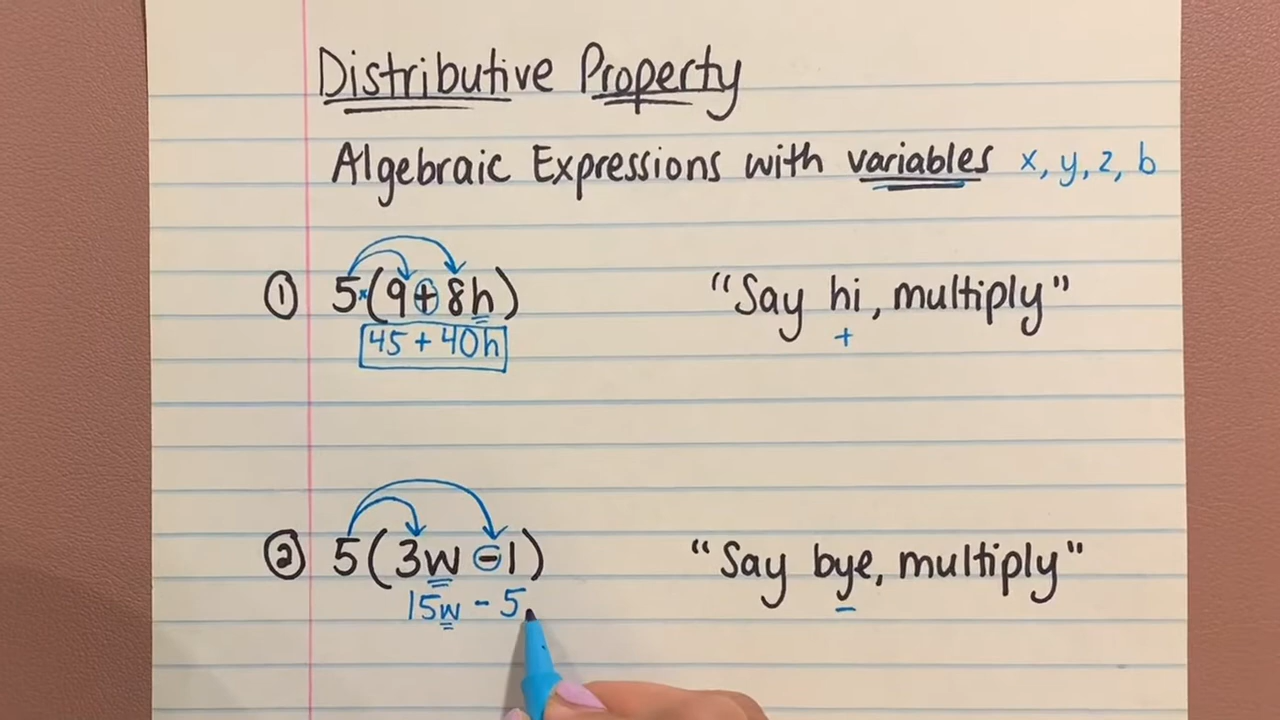 Distributive Property
Algebraic Expressions with variables x, y, z, b
① 5×(9+8h) "Say hi, multiply"
45 + 40h +
② 5(3w-1) "Say bye, multiply"
15w - 5 -